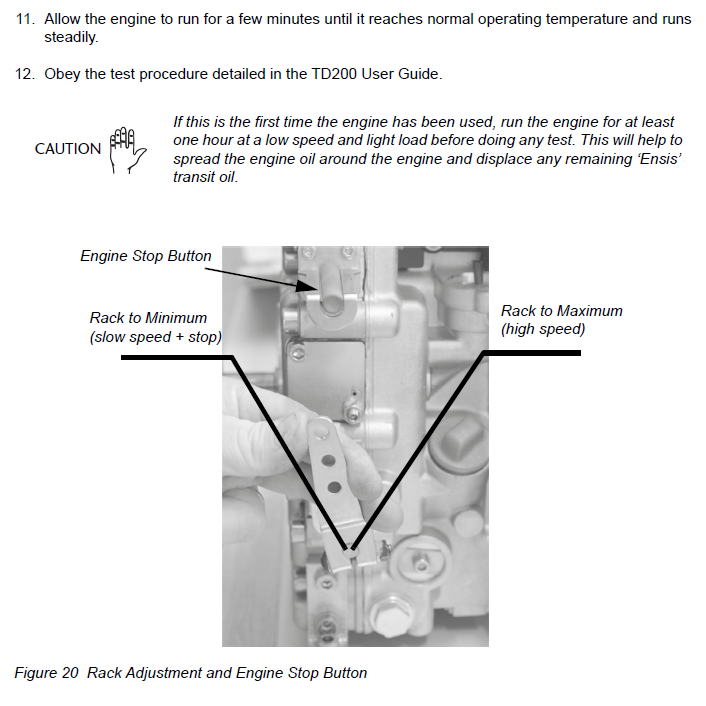 11. Allow the engine to run for a few minutes until it reaches normal operating temperature and runs
steadily.
12. Obey the test procedure detailed in the TD200 User Guide.
CAUTION
If this is the first time the engine has been used, run the engine for at least
one hour at a low speed and light load before doing any test. This will help to
spread the engine oil around the engine and displace any remaining ‘Ensis’
transit oil.
Engine Stop Button
Rack to Minimum
(slow speed + stop)
Rack to Maximum
(high speed)
Figure 20 Rack Adjustment and Engine Stop Button